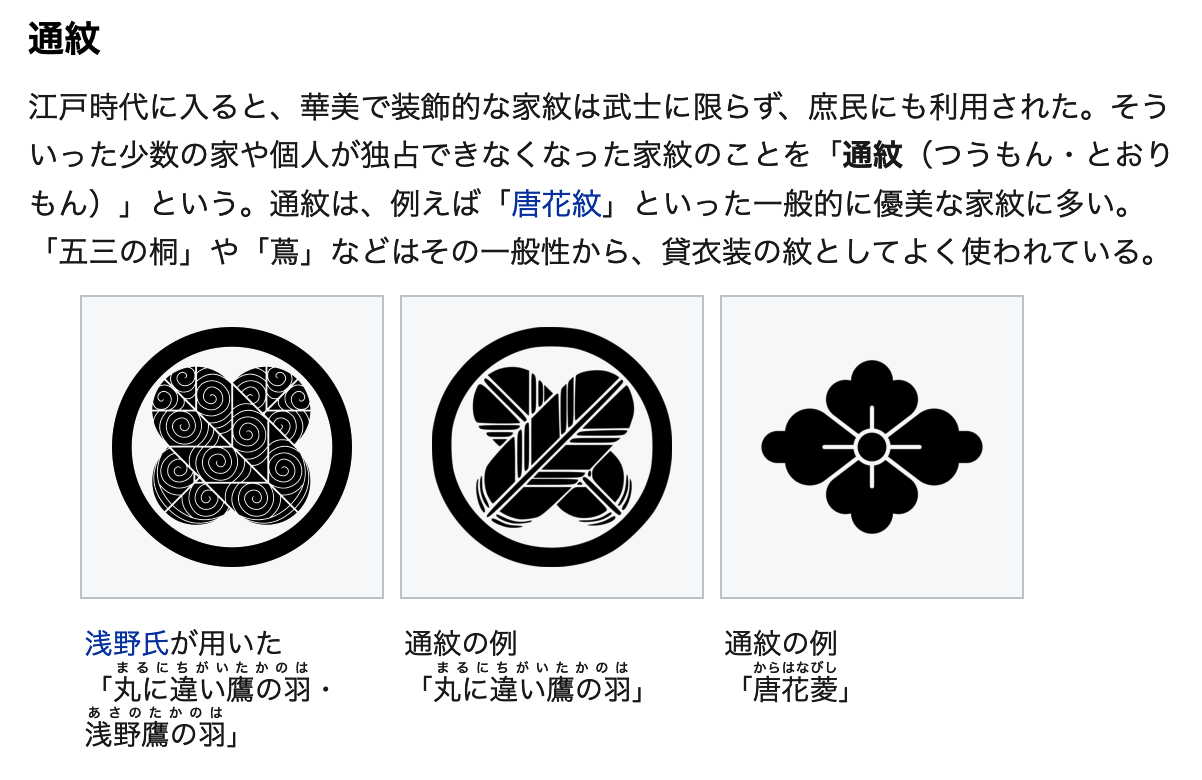 通紋
江戸時代に入ると、華美で装飾的な家紋は武士に限らず、庶民にも利用された。そう
いった少数の家や個人が独占できなくなった家紋のことを「通紋（つうもん・とおり
もん）」という。通紋は、例えば「唐花紋」といった一般的に優美な家紋に多い。
「五三の桐」や「蔦」などはその一般性から、貸衣装の紋としてよく使われている。
浅野氏が用いた
まるにちがいたかのは
「丸に違い鷹の羽・
あさのたかのは
浅野鷹の羽」
通紋の例
まるにちがいたかのは
「丸に違い鷹の羽」
通紋の例
からはなびし
「唐花菱」